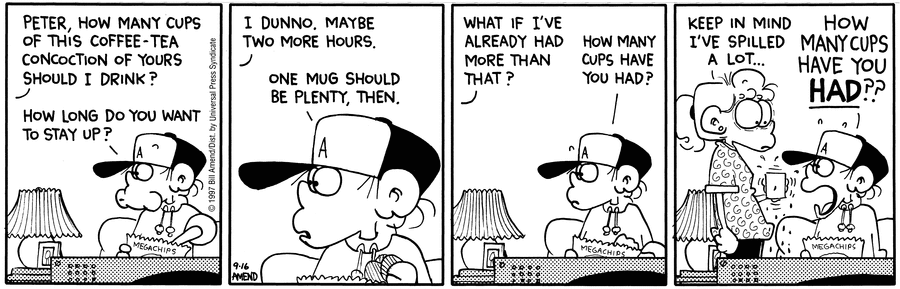 PETER, HOW MANY CUPS
OF THIS COFFEE-TEA
CONCOCTION OF YOURS
SHOULD I DRINK?
HOW LONG DO YOU WANT
TO STAY UP?
A
MEGACHIPS
© 1997 Bill Amend/Dist. by Universal Press Syndicate
I DUNNO. MAYBE
TWO MORE HOURS.
ONE MUG SHOULD
BE PLENTY, THEN.
A
9-16
AMEND
WHAT IF I'VE
ALREADY HAD
MORE THAN
THAT?
HOW MANY
CUPS HAVE
YOU HAD?
A
MEGACHIPS
KEEP IN MIND
I'VE SPILLED
A LOT...
HOW
MANY CUPS
HAVE YOU
HAD??
A
MEGACHIPS